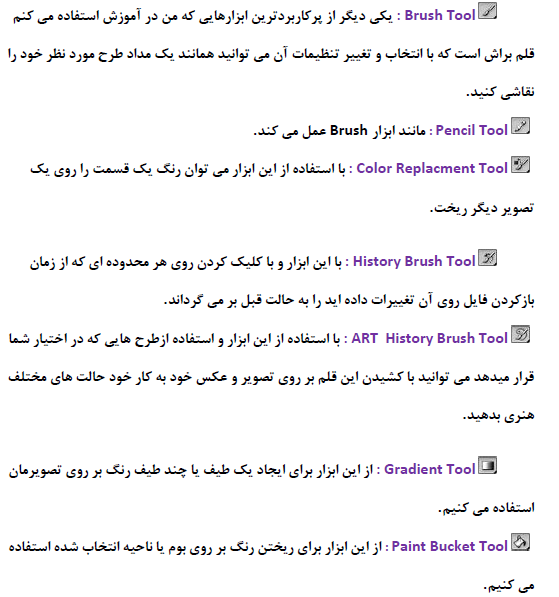 Brush Tool : یکی دیگر از پرکاربردترین ابزارهایی که من در آموزش استفاده می کنم
قلم براش است که با انتخاب و تغییر تنظیمات آن می توانید همانند یک مداد طرح مورد نظر خود را
نقاشی کنید.
Pencil Tool : مانند ابزار Brush عمل می کند.
Color Replacment Tool : با استفاده از این ابزار می توان رنگ یک قسمت را روی یک
تصویر دیگر ریخت.
History Brush Tool : با این ابزار و با کلیک کردن روی هر محدوده ای که از زمان
بازکردن فایل روی آن تغییرات داده اید را به حالت قبل بر می گرداند.
ART History Brush Tool : با استفاده از این ابزار و استفاده ازطرح هایی که در اختیار شما
قرار میدهد می توانید با کشیدن این قلم بر روی تصویر و عکس خود به کار خود حالت های مختلف
هنری بدهید.
Gradient Tool : از این ابزار برای ایجاد یک طیف یا چند طیف رنگ بر روی تصویرمان
استفاده می کنیم.
Paint Bucket Tool : از این ابزار برای ریختن رنگ بر روی بوم یا ناحیه انتخاب شده استفاده
می کنیم.